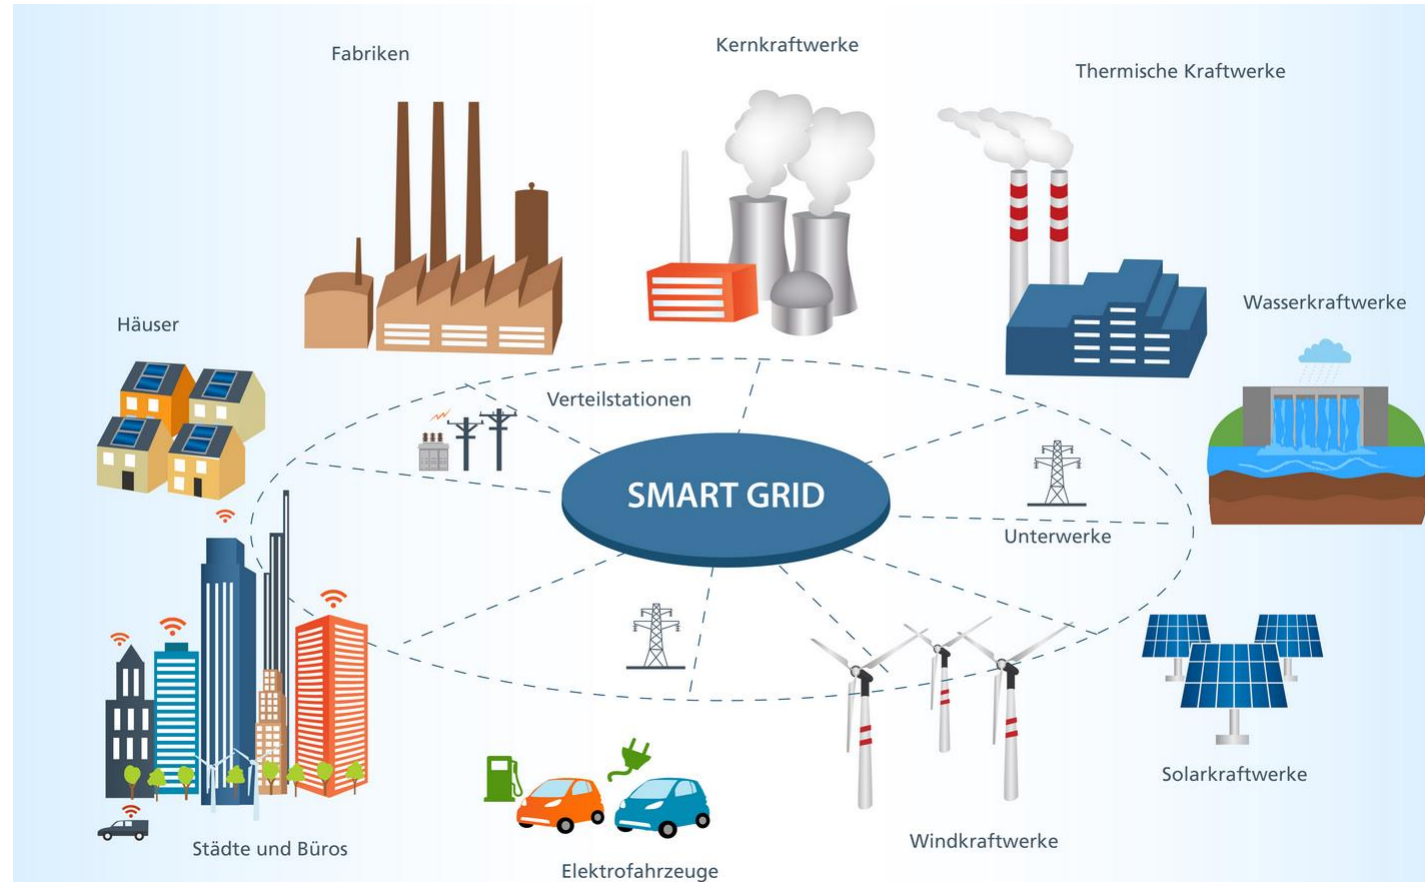 Fabriken
Kernkraftwerke
Thermische Kraftwerke
Häuser
Wasserkraftwerke
Verteilstationen
SMART GRID
Unterwerke
Solarkraftwerke
Windkraftwerke
Städte und Büros
Elektrofahrzeuge